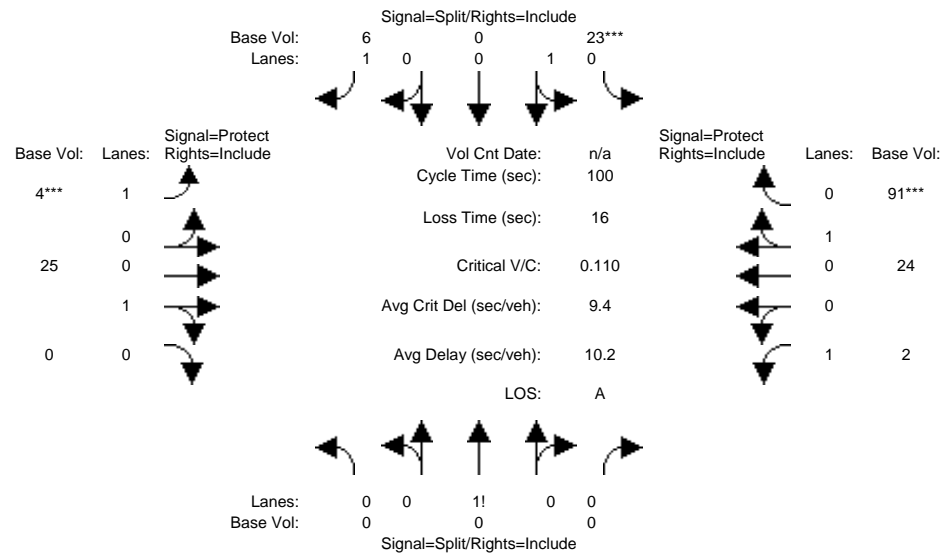 Signal=Split/Rights=Include
Base Vol: 6 0 23***
Lanes: 1 0 0 1 0
Signal=Protect Signal=Protect
Base Vol: Lanes: Rights=Include Vol Cnt Date: n/a Rights=Include Lanes: Base Vol:
Cycle Time (sec): 100
4*** 1 0 91***
Loss Time (sec): 16
0 1
25 0 Critical V/C: 0.110 0 24
1 Avg Crit Del (sec/veh): 9.4 0
0 0 Avg Delay (sec/veh): 10.2 1 2
LOS: A
Lanes: 0 0 1! 0 0
Base Vol: 0 0 0
Signal=Split/Rights=Include